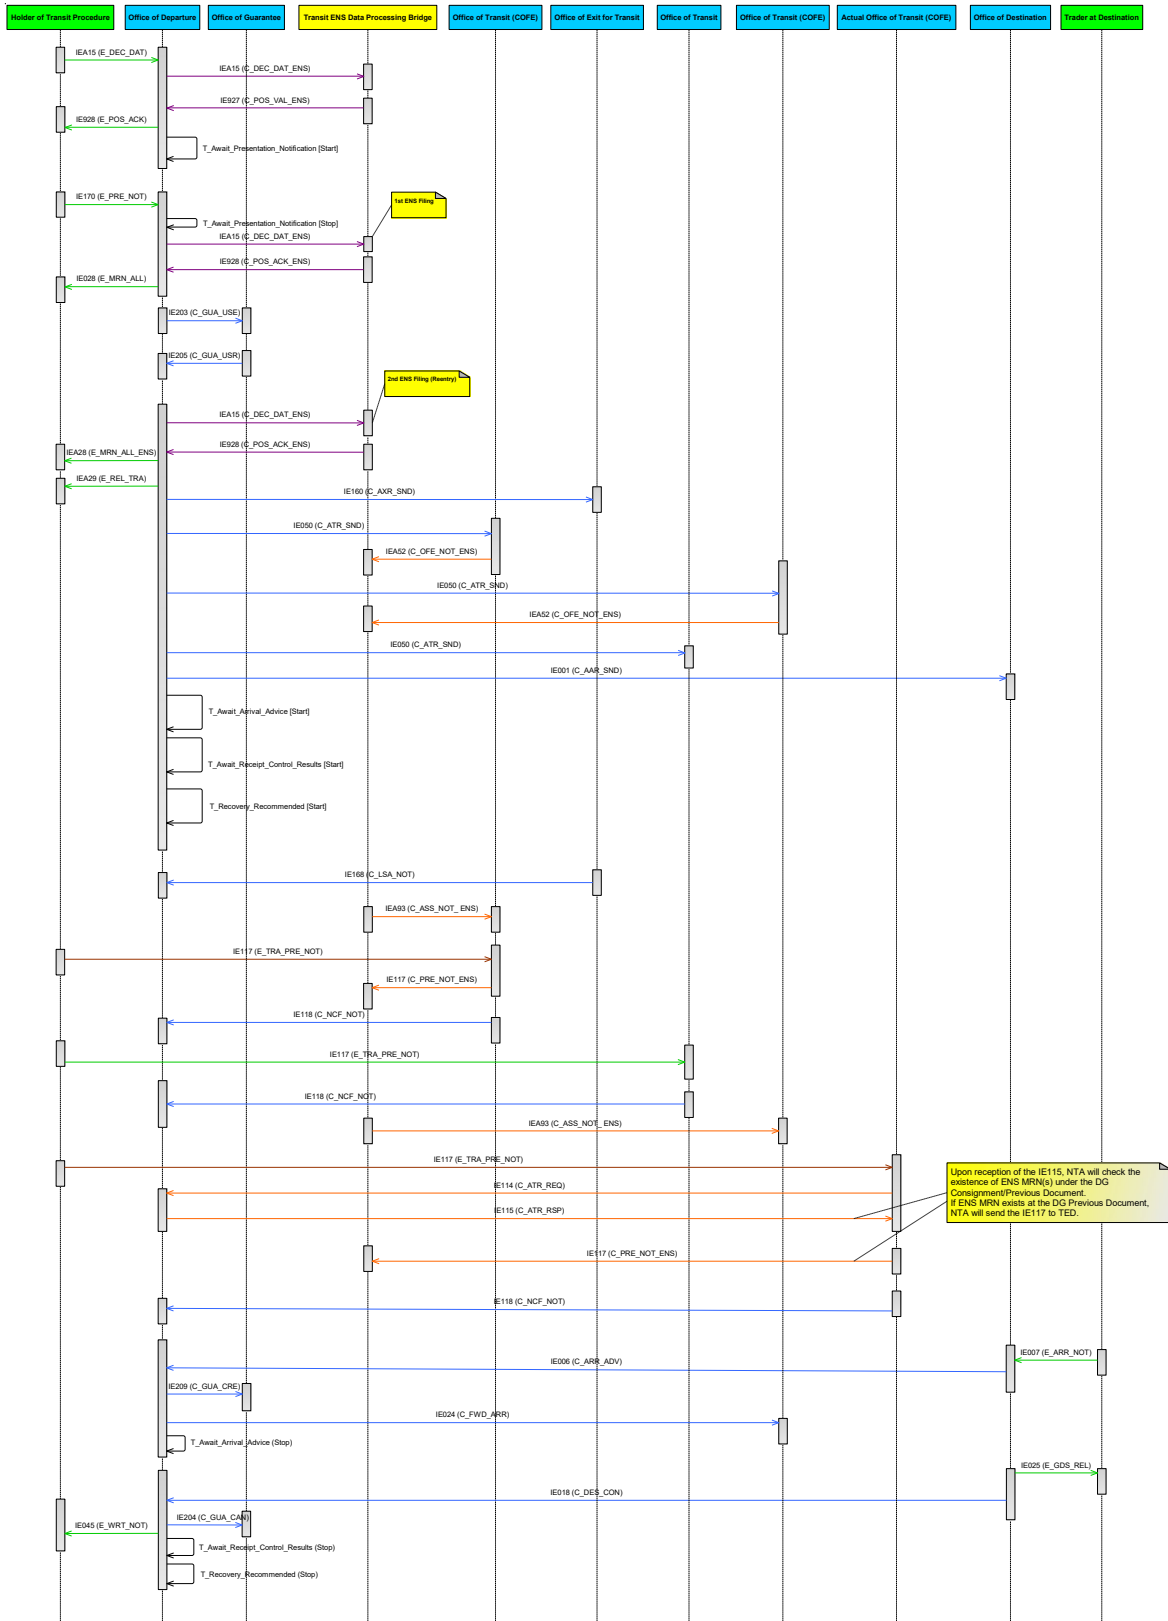 Holder of Transit Procedure
Office of Departure
Office of Guarantee
Transit ENS Data Processing Bridge
Office of Transit (COFE)
Office of Exit for Transit
Office of Transit
Office of Transit (COFE)
Actual Office of Transit (COFE)
Office of Destination
Trader at Destination
IEA15 (E_DEC_DAT)
IEA15 (C_DEC_DAT_ENS)
IE927 (C_POS_VAL_ENS)
IE928 (E_POS_ACK)
T_Await_Presentation_Notification [Start]
IE170 (E_PRE_NOT)
1st ENS Filing
T_Await_Presentation_Notification [Stop]
IEA15 (C_DEC_DAT_ENS)
IE928 (C_POS_ACK_ENS)
IE028 (E_MRN_ALL)
IE203 (C_GUA_USE)
IE205 (C_GUA_USR)
2nd ENS Filing (Reentry)
IEA15 (C_DEC_DAT_ENS)
IE928 (C_POS_ACK_ENS)
IEA28 (E_MRN_ALL_ENS)
IEA29 (E_REL_TRA)
IE160 (C_AXR_SND)
IE050 (C_ATR_SND)
IEA52 (C_OFE_NOT_ENS)
IE050 (C_ATR_SND)
IEA52 (C_OFE_NOT_ENS)
IE050 (C_ATR_SND)
IE001 (C_AAR_SND)
T_Await_Arrival_Advice [Start]
T_Await_Receipt_Control_Results [Start]
T_Recovery_Recommended [Start]
IE168 (C_LSA_NOT)
IEA93 (C_ASS_NOT_ ENS)
IE117 (E_TRA_PRE_NOT)
IE117 (C_PRE_NOT_ENS)
IE118 (C_NCF_NOT)
IE117 (E_TRA_PRE_NOT)
IE118 (C_NCF_NOT)
IEA93 (C_ASS_NOT_ ENS)
IE117 (E_TRA_PRE_NOT)
Upon reception of the IE115, NTA will check the
existence of ENS MRN(s) under the DG
Consignment/Previous Document.
If ENS MRN exists at the DG Previous Document,
NTA will send the IE117 to TED.
IE114 (C_ATR_REQ)
IE115 (C_ATR_RSP)
IE117 (C_PRE_NOT_ENS)
IE118 (C_NCF_NOT)
IE007 (E_ARR_NOT)
IE006 (C_ARR_ADV)
IE209 (C_GUA_CRE)
IE024 (C_FWD_ARR)
T_Await_Arrival_Advice (Stop)
IE025 (E_GDS_REL)
IE018 (C_DES_CON)
IE204 (C_GUA_CAN)
IE045 (E_WRT_NOT)
T_Await_Receipt_Control_Results (Stop)
T_Recovery_Recommended (Stop)